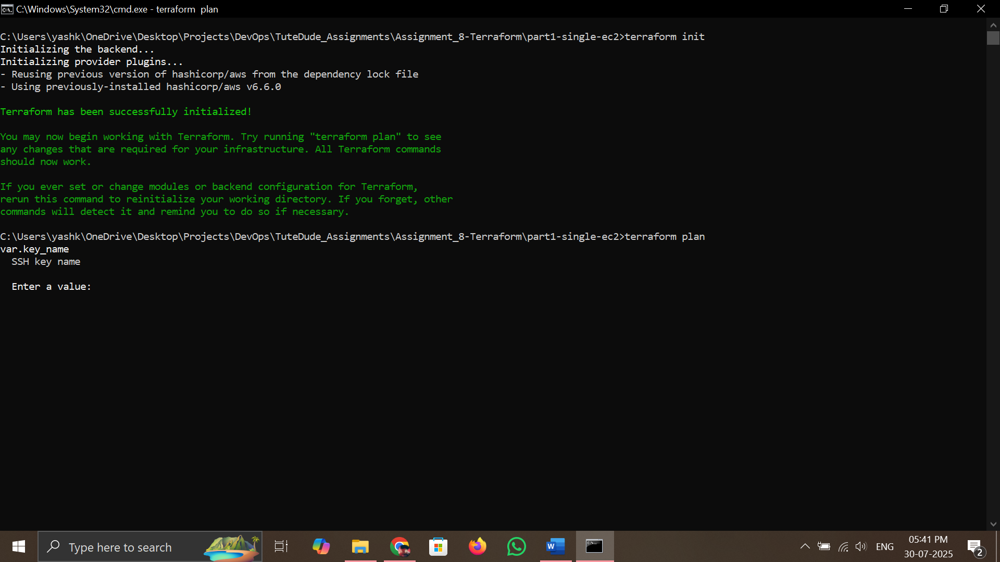 C:\Windows\System32\cmd.exe - terraform  plan
C:\Users\yashk\OneDrive\Desktop\Projects\DevOps\TuteDude_Assignments\Assignment_8-Terraform\part1-single-ec2>terraform init
Initializing the backend...
Initializing provider plugins...
- Reusing previous version of hashicorp/aws from the dependency lock file
- Using previously-installed hashicorp/aws v6.6.0
Terraform has been successfully initialized!
You may now begin working with Terraform. Try running "terraform plan" to see
any changes that are required for your infrastructure. All Terraform commands
should now work.
If you ever set or change modules or backend configuration for Terraform,
rerun this command to reinitialize your working directory. If you forget, other
commands will detect it and remind you to do so if necessary.
C:\Users\yashk\OneDrive\Desktop\Projects\DevOps\TuteDude_Assignments\Assignment_8-Terraform\part1-single-ec2>terraform plan
var.key_name
SSH key name
Enter a value:
Type here to search
W
ENG
05:41 PM
30-07-2025
2